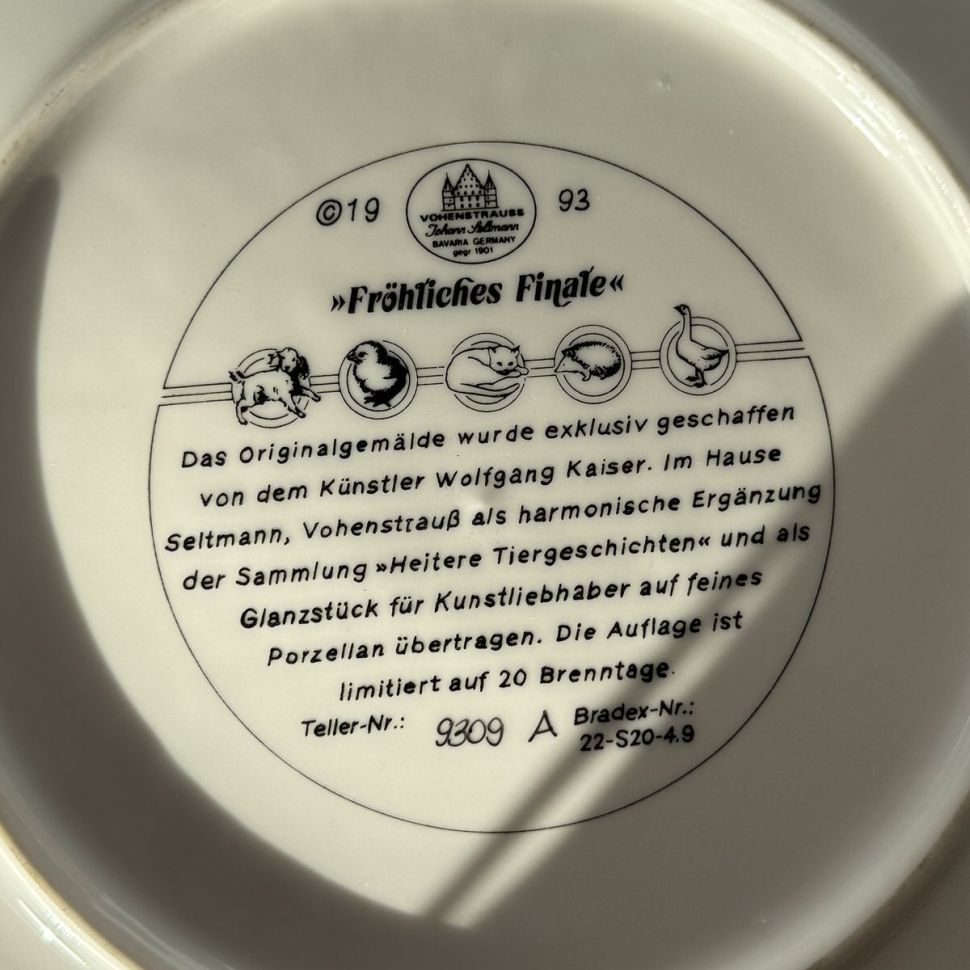 ©19 93
VOHENSTRAUSS
Johann Seltmann
BAVARIA GERMANY
gegr 1901
»Fröhliches Finale«
Das Originalgemälde wurde exklusiv geschaffen
von dem Künstler Wolfgang Kaiser. Im Hause
Seltmann, Vohenstrauß als harmonische Ergänzung
der Sammlung »Heitere Tiergeschichten« und als
Glanzstück für Kunstliebhaber auf feines
Porzellan übertragen. Die Auflage ist
limitiert auf 20 Brenntage.
Teller-Nr.: 9309 A Bradex-Nr.:
22-S20-4.9